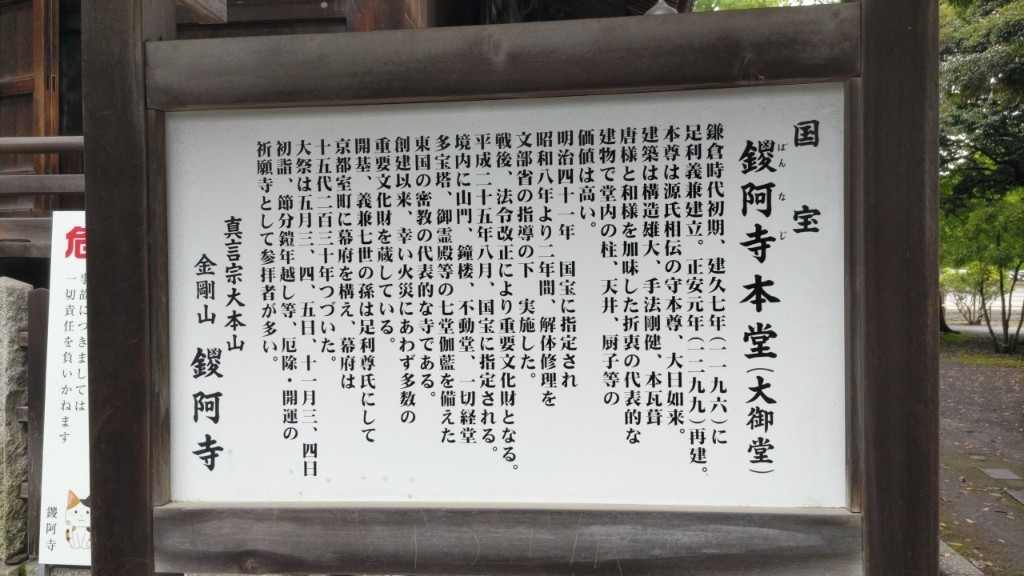 国宝
鑁阿寺本堂(大御堂)
ばんなじ
鎌倉時代初期、建久七年(一一九六)に
足利義兼建立。正安元年(一二九九)再建。
本尊は源氏相伝の守本尊、大日如来。
建築は構造雄大、手法剛健、本瓦葺
唐様と和様を加味した折衷の代表的な
建物で堂内の柱、天井、厨子等の
価値は高い。
明治四十一年 国宝に指定され
昭和八年より二年間、解体修理を
文部省の指導の下 実施した。
戦後、法令改正により重要文化財となる。
平成二十五年八月、国宝に指定される。
境内に山門、鐘楼、不動堂、一切経堂
多宝塔、御霊殿等の七堂伽藍を備えた
東国の密教の代表的な寺である。
創建以来、幸い火災にあわず多数の
重要文化財を蔵している。
開基、義兼七世の孫は足利尊氏にして
京都室町に幕府を構え、幕府は
十五代二百三十年つづいた。
大祭は五月三、四、五日、十一月三、四日
初詣、節分鎧年越し等、厄除・開運の
祈願寺として参拝者が多い。
真言宗大本山
金剛山 鑁阿寺
危
事故につきましては
一切責任を負いかねます
鑁阿寺